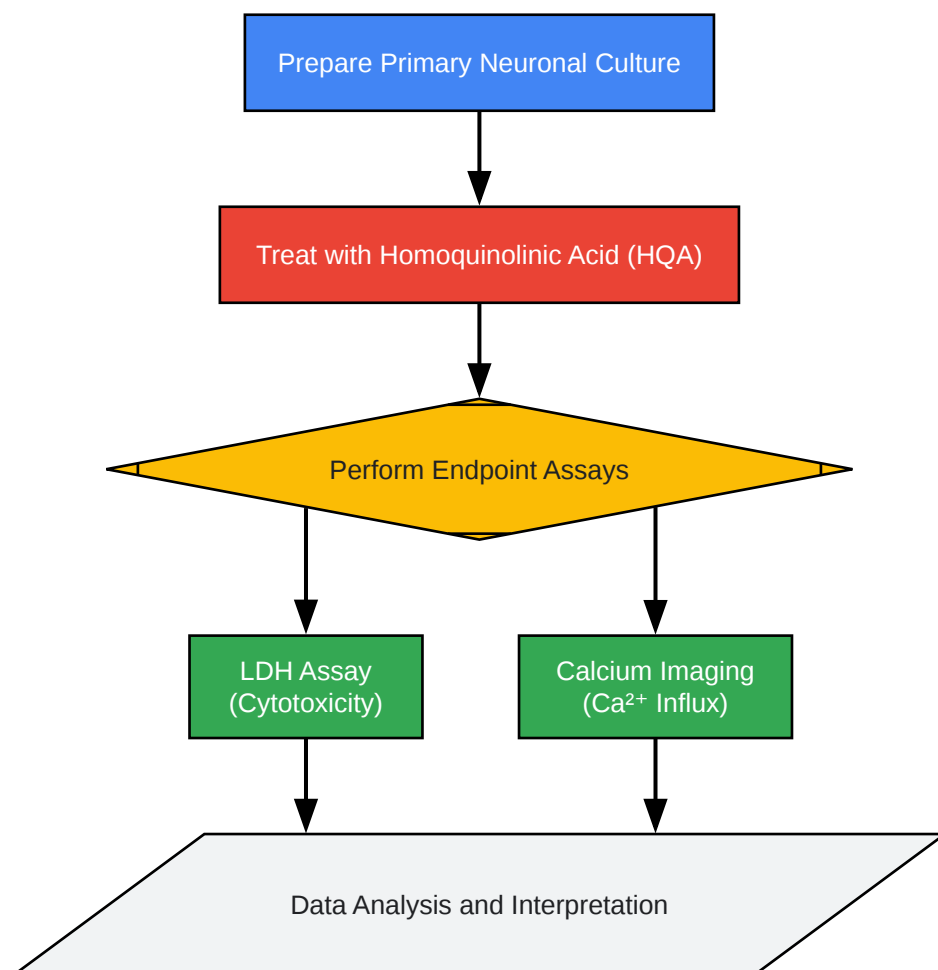 Prepare Primary Neuronal Culture
Treat with Homoquinolinic Acid (HQA)
Perform Endpoint Assays
LDH Assay
(Cytotoxicity)
Calcium Imaging
(Ca²⁺ Influx)
Data Analysis and Interpretation